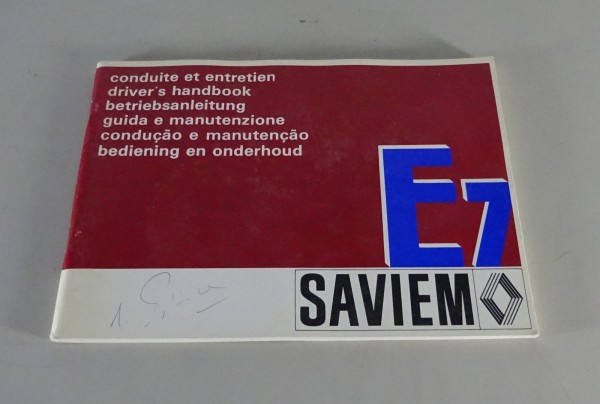 conduite et entretien
driver's handbook
betriebsanleitung
guida e manutenzione
condução e manutenção
bediening en onderhoud
E7
SAVIEM